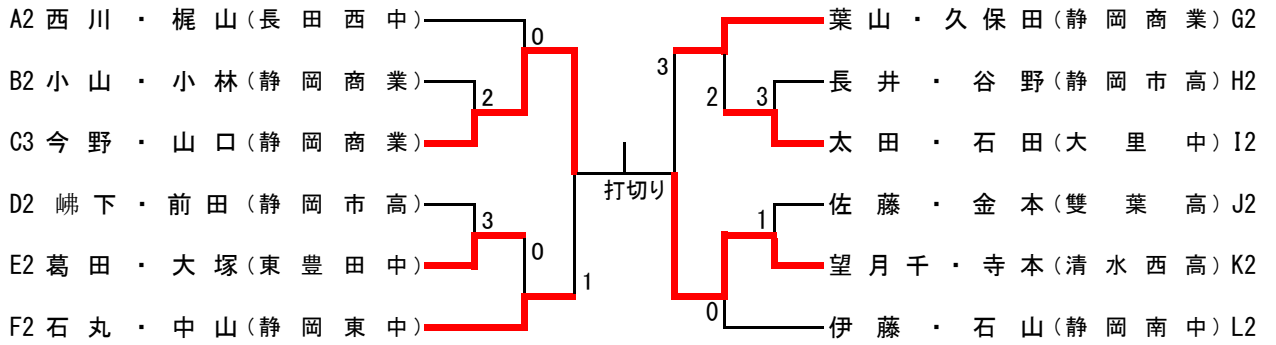 A2 西川・梶山(長田西中)
B2 小山・小林(静岡商業)
C3 今野・山口(静岡商業)
D2 岪下・前田(静岡市高)
E2 葛田・大塚(東豊田中)
F2 石丸・中山(静岡東中)
0
2
3
0
1
打切り
葉山・久保田(静岡商業) G2
長井・谷野(静岡市高) H2
太田・石田(大里中) I2
佐藤・金本(雙葉高) J2
望月千・寺本(清水西高) K2
伊藤・石山(静岡南中) L2
3
2
3
1
0